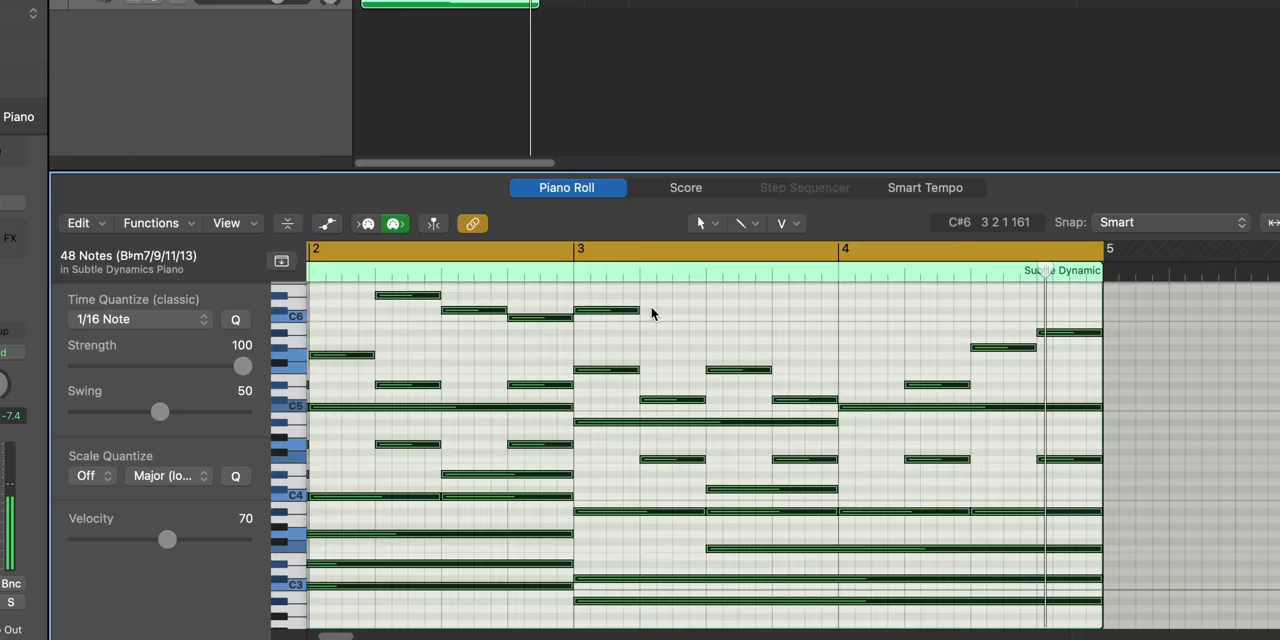 Piano
Piano Roll
Score
Step Sequencer
Smart Tempo
FX
Edit
Functions
View
C#6 3 2 1 161
Snap: Smart
48 Notes (B♭m7/9/11/13)
in Subtle Dynamics Piano
2
3
4
5
Time Quantize (classic)
1/16 Note
Q
Strength
100
Swing
50
-7.4
Scale Quantize
Off
Major (lo...
Q
Velocity
70
Bnc
S
Out
C6
C5
C4
C3